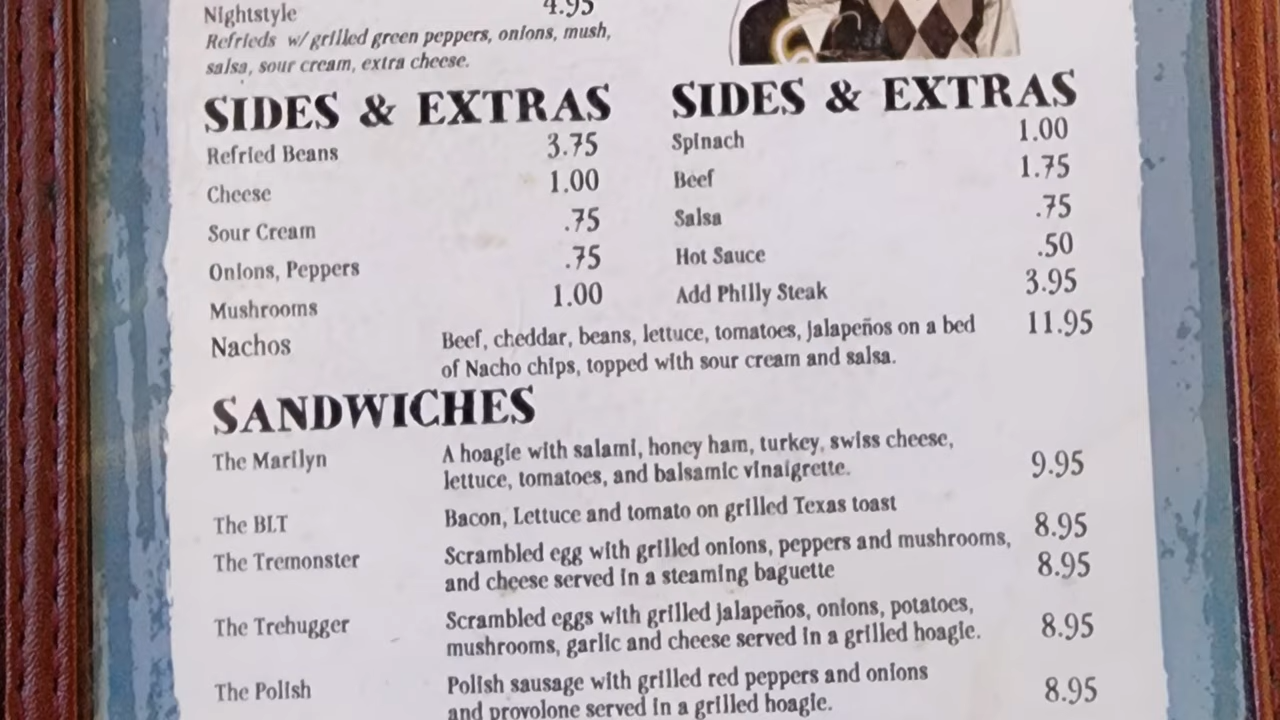 Nightstyle 4.95
Refrieds w/ grilled green peppers, onions, mush,
salsa, sour cream, extra cheese.
SIDES & EXTRAS
Refried Beans 3.75
Cheese 1.00
Sour Cream .75
Onions, Peppers .75
Mushrooms 1.00
SIDES & EXTRAS
Spinach 1.00
Beef 1.75
Salsa .75
Hot Sauce .50
Add Philly Steak 3.95
Nachos Beef, cheddar, beans, lettuce, tomatoes, jalapeños on a bed 11.95
of Nacho chips, topped with sour cream and salsa.
SANDWICHES
The Marilyn A hoagie with salami, honey ham, turkey, swiss cheese,
lettuce, tomatoes, and balsamic vinaigrette. 9.95
The BLT Bacon, Lettuce and tomato on grilled Texas toast 8.95
The Tremonster Scrambled egg with grilled onions, peppers and mushrooms,
and cheese served in a steaming baguette 8.95
The Trehugger Scrambled eggs with grilled jalapeños, onions, potatoes,
mushrooms, garlic and cheese served in a grilled hoagie. 8.95
The Polish Polish sausage with grilled red peppers and onions
and provolone served in a grilled hoagie. 8.95